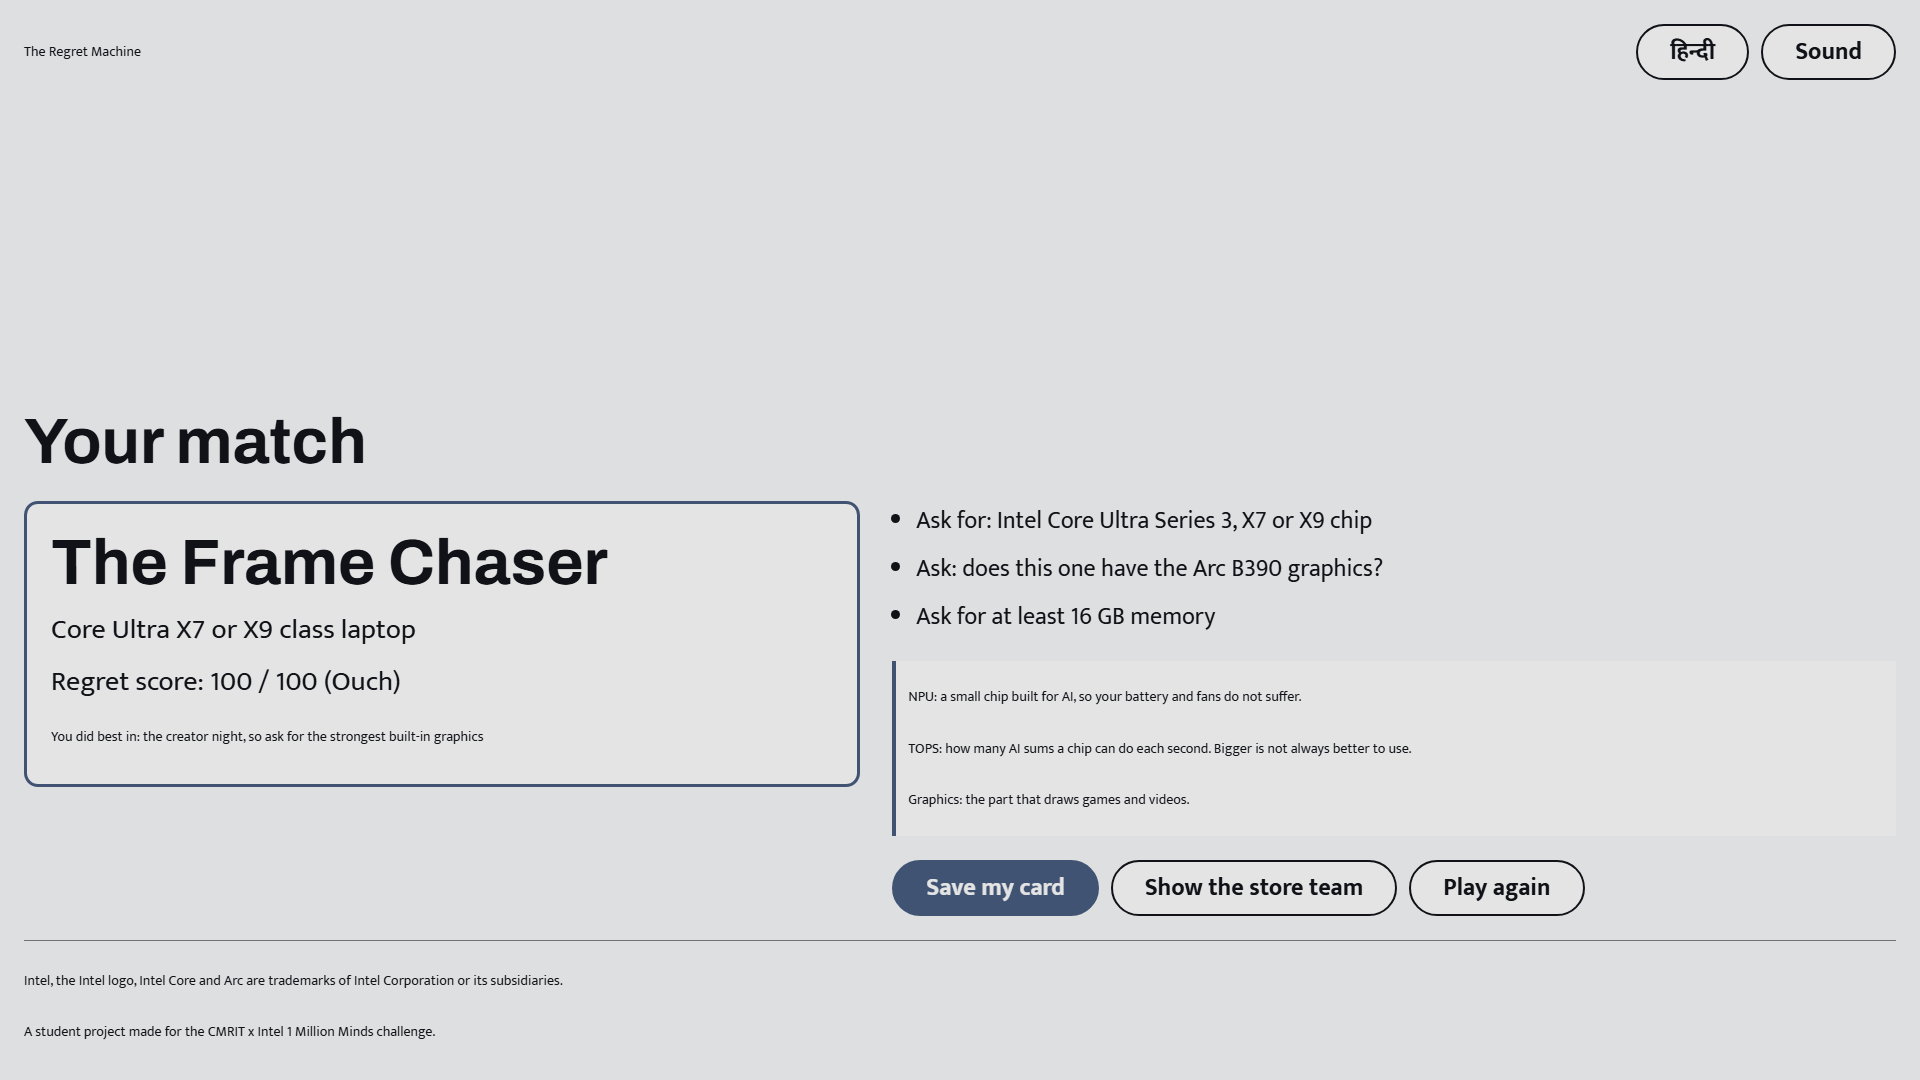 The Regret Machine
हिन्दी
Sound
Your match
The Frame Chaser
Core Ultra X7 or X9 class laptop
Regret score: 100 / 100 (Ouch)
You did best in: the creator night, so ask for the strongest built-in graphics
Ask for: Intel Core Ultra Series 3, X7 or X9 chip
Ask: does this one have the Arc B390 graphics?
Ask for at least 16 GB memory
NPU: a small chip built for AI, so your battery and fans do not suffer.
TOPS: how many AI sums a chip can do each second. Bigger is not always better to use.
Graphics: the part that draws games and videos.
Save my card
Show the store team
Play again
Intel, the Intel logo, Intel Core and Arc are trademarks of Intel Corporation or its subsidiaries.
A student project made for the CMRIT x Intel 1 Million Minds challenge.